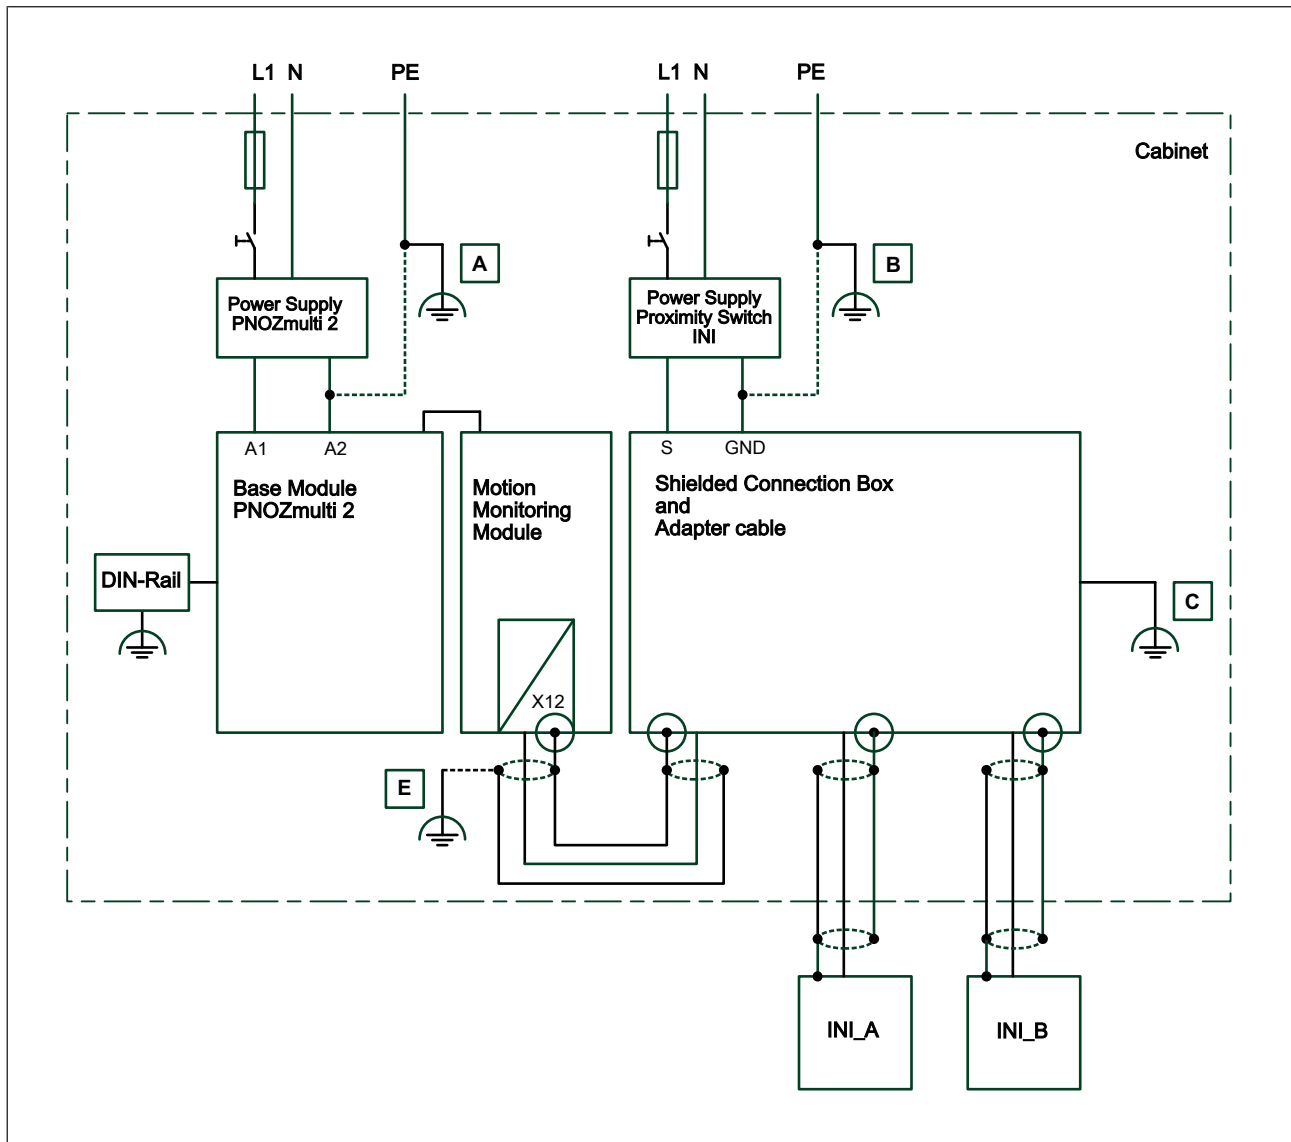 L1 N PE L1 N PE
Cabinet
A
B
Power Supply
PNOZmulti 2
Power Supply
Proximity Switch
INI
A1 A2
S GND
Base Module
PNOZmulti 2
Motion
Monitoring
Module
Shielded Connection Box
and
Adapter cable
DIN-Rail
C
X12
E
INI_A
INI_B